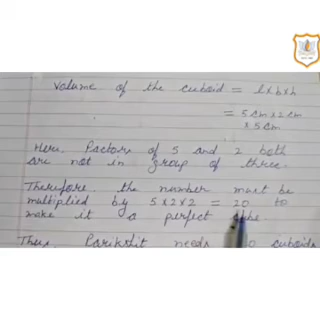 Volume of the cuboid = l x b x h
= 5 cm x 2 cm
x 5 cm
Here Factors of 5 and 2 both
are not in group of three.
Therefore the number must be
multiplied by 5 x 2 x 2 = 20 to
make it a perfect cube
Thus Parikshit needs 20 cuboids